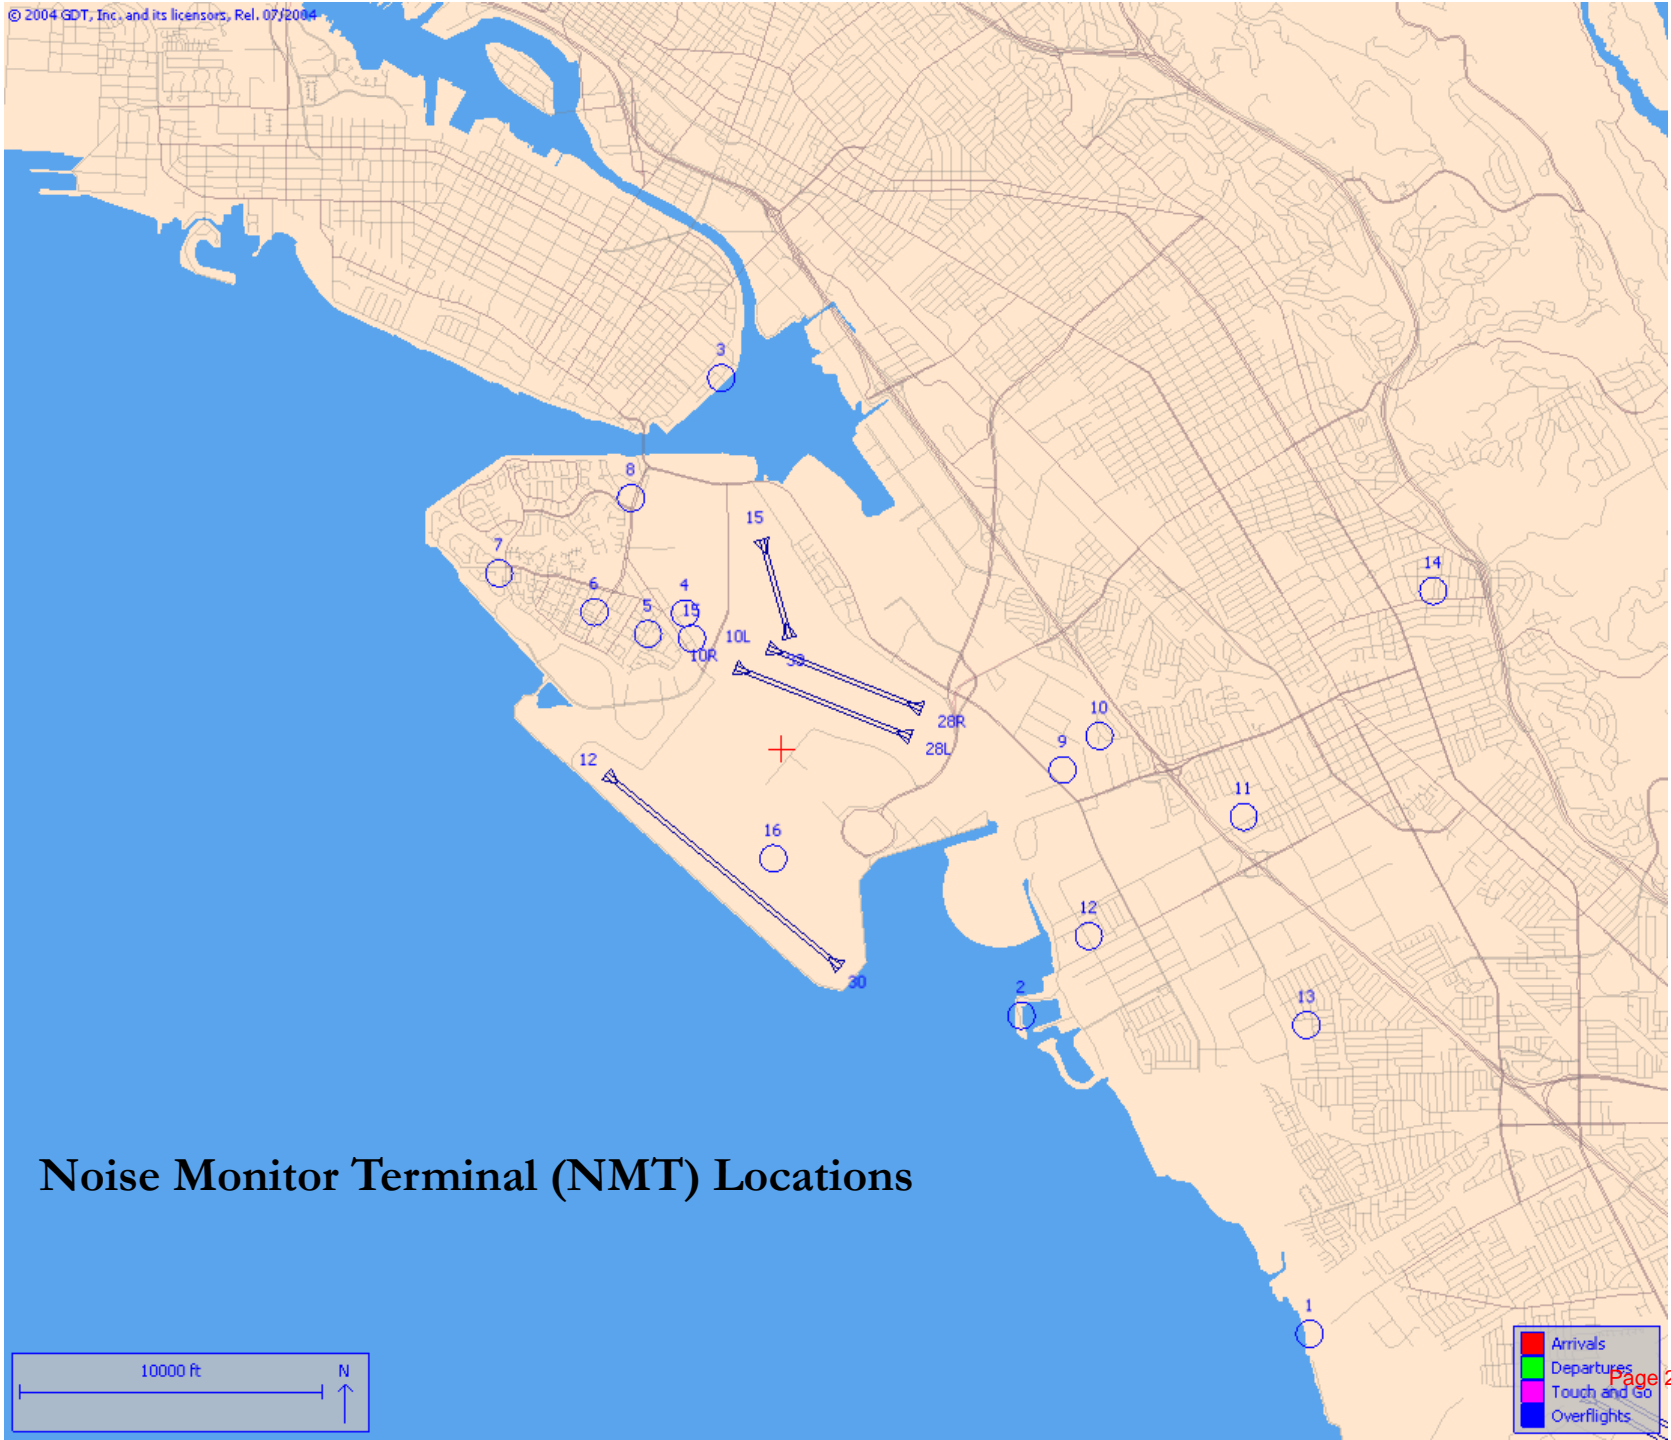 © 2004 GDT, Inc. and its licensors, Rel. 07/2004
3
8
15
7
14
6
4
5
15
10L
10R
33
10
28R
9
28L
12
11
16
12
30
2
13
Noise Monitor Terminal (NMT) Locations
1
10000 ft
N
Arrivals
Departures
Page 2
Touch and Go
Overflights